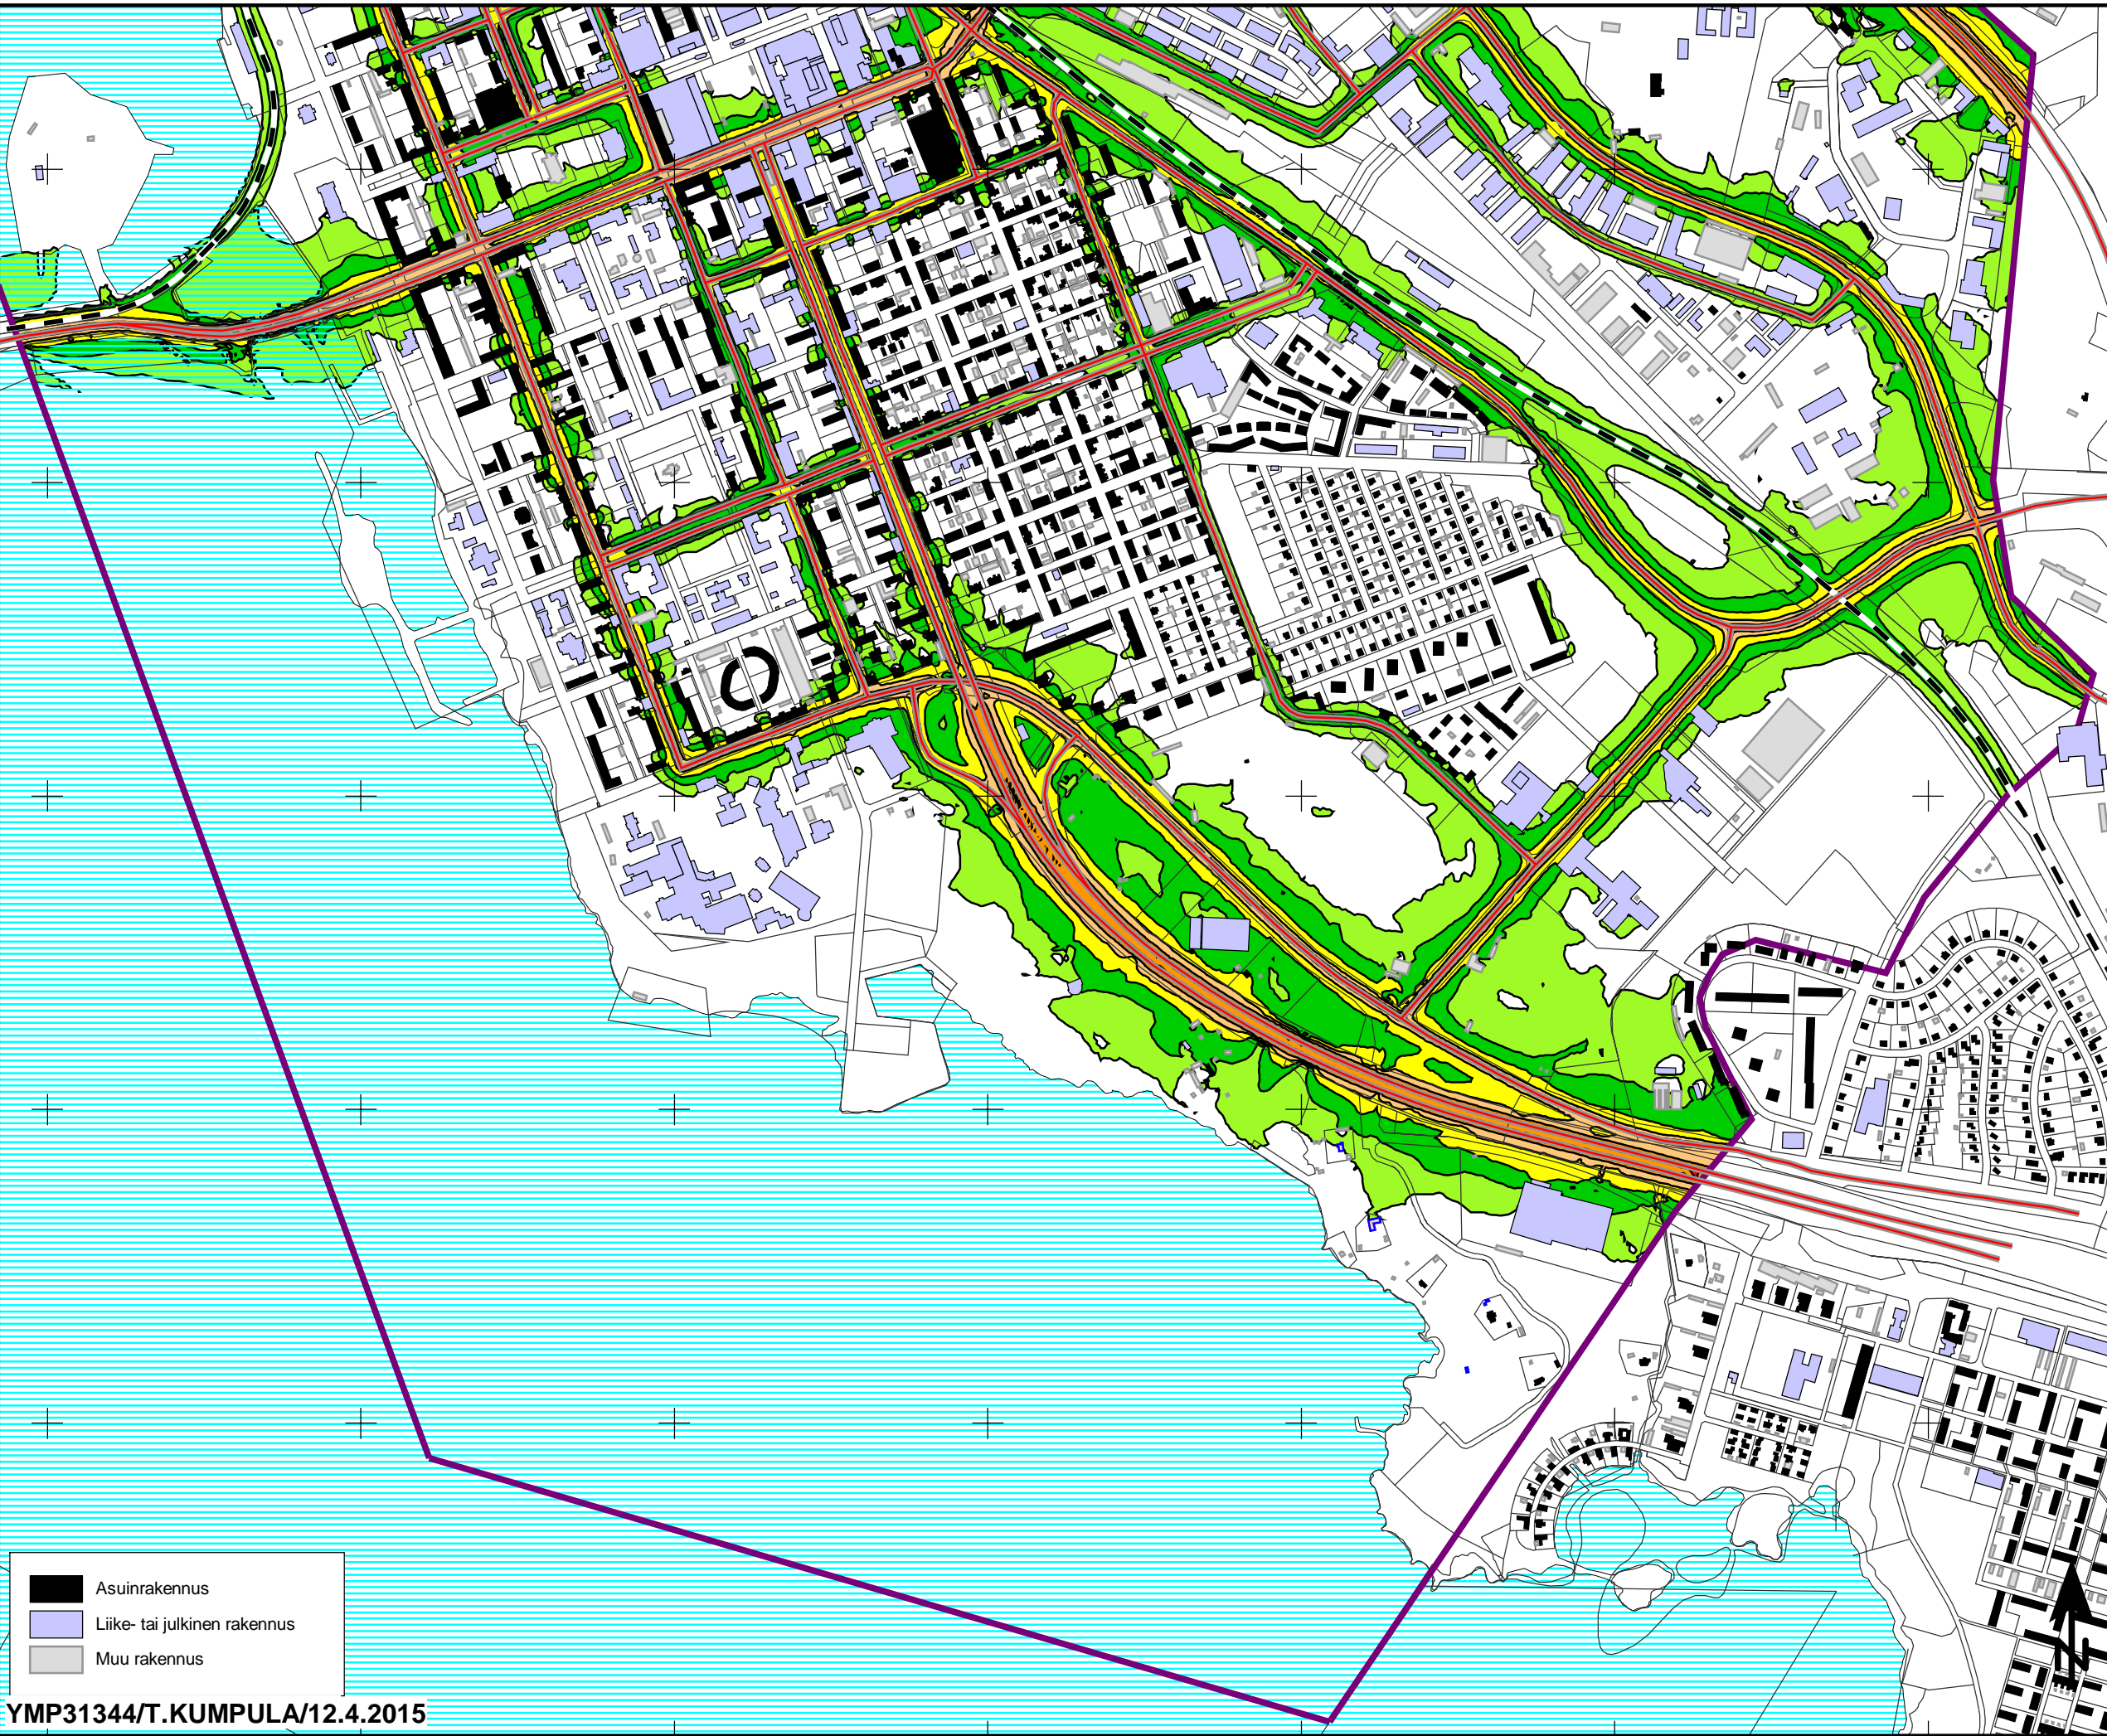 Asuinrakennus
Liike- tai julkinen rakennus
Muu rakennus
YMP31344/T.KUMPULA/12.4.2015
N